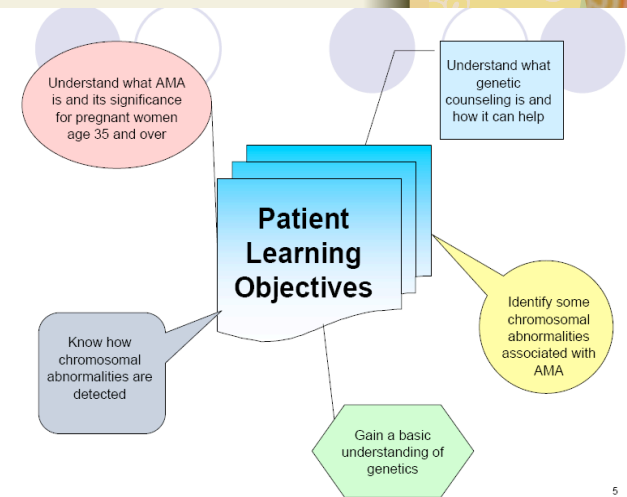 Understand what AMA
is and its significance
for pregnant women
age 35 and over
Understand what
genetic
counseling is and
how it can help
Patient
Learning
Objectives
Identify some
chromosomal
abnormalities
associated with
AMA
Know how
chromosomal
abnormalities are
detected
Gain a basic
understanding of
genetics
5